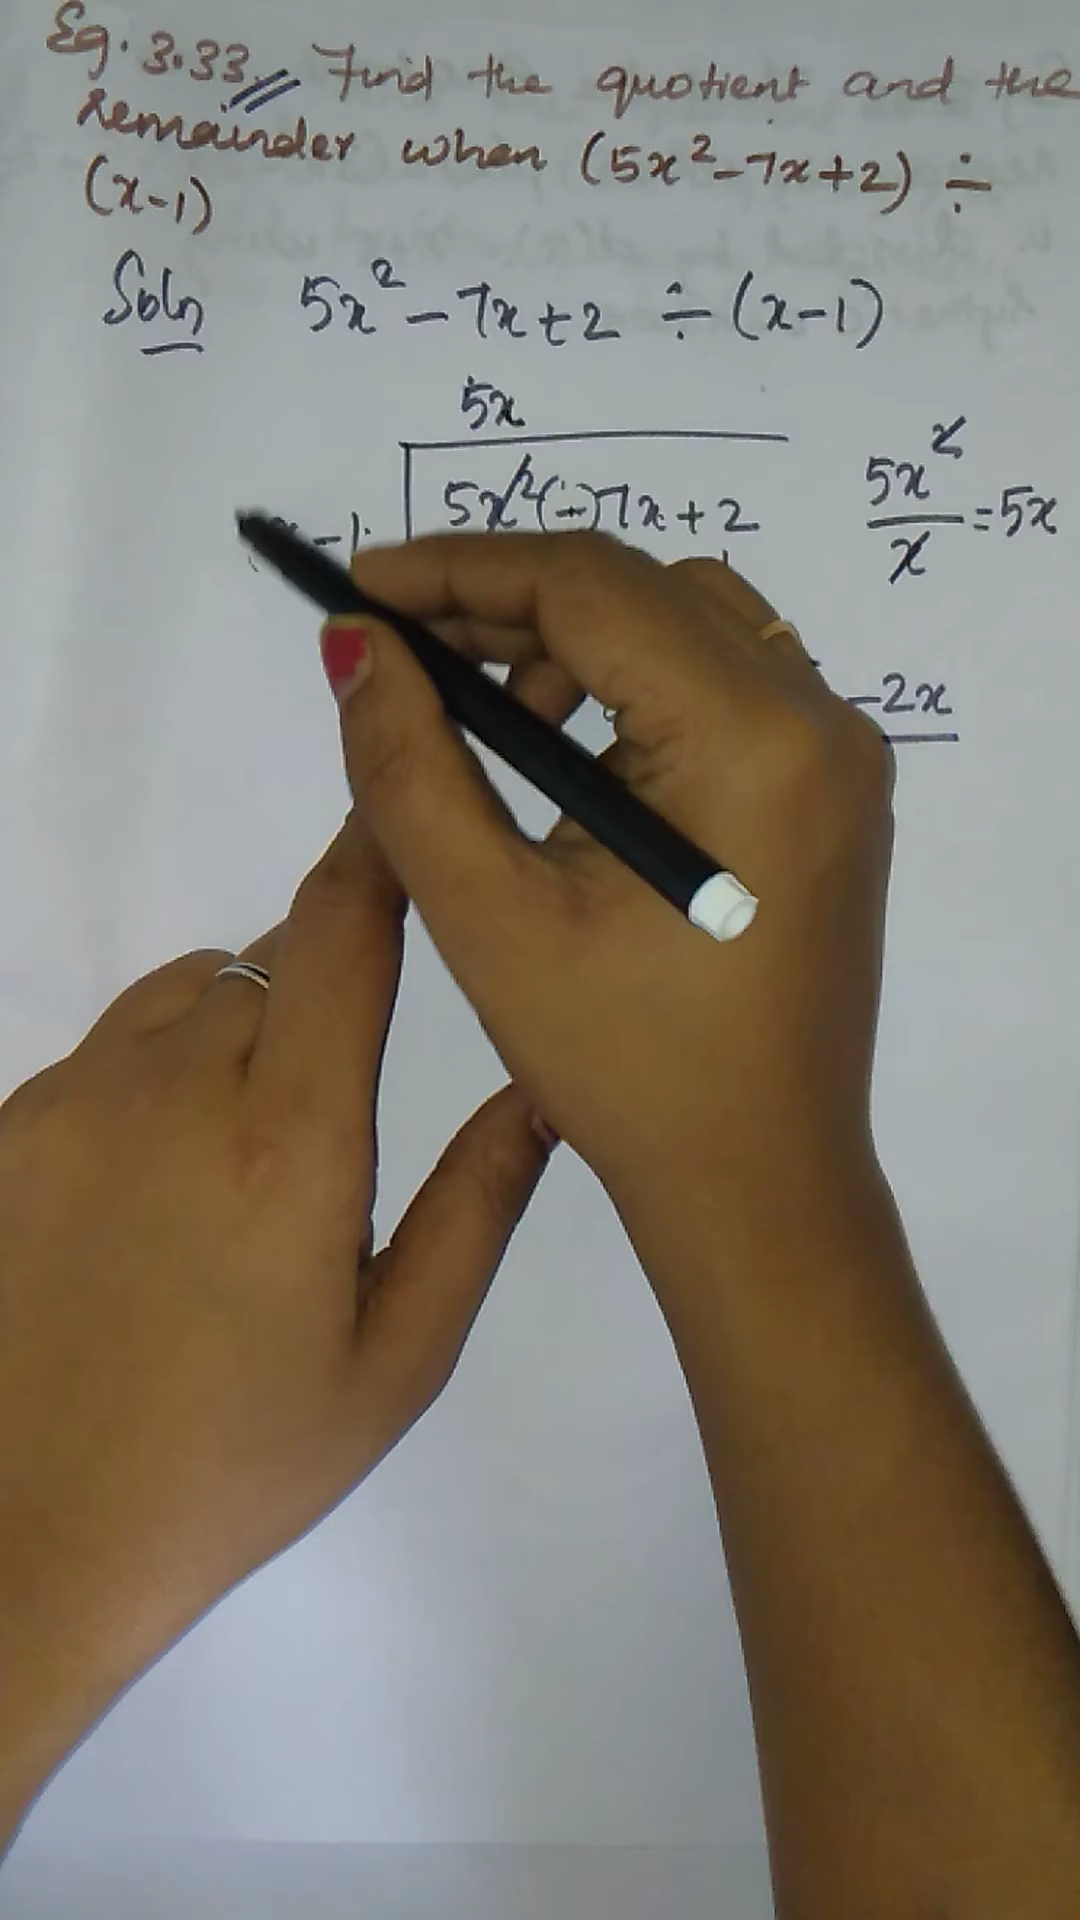 Eg. 3.33 Find the quotient and the
remainder when (5x²-7x+2) ÷
(x-1)
Soln 5x² - 7x + 2 ÷ (x-1)
5x
5x²(-)7x + 2
-1
5x²/x = 5x
-2x